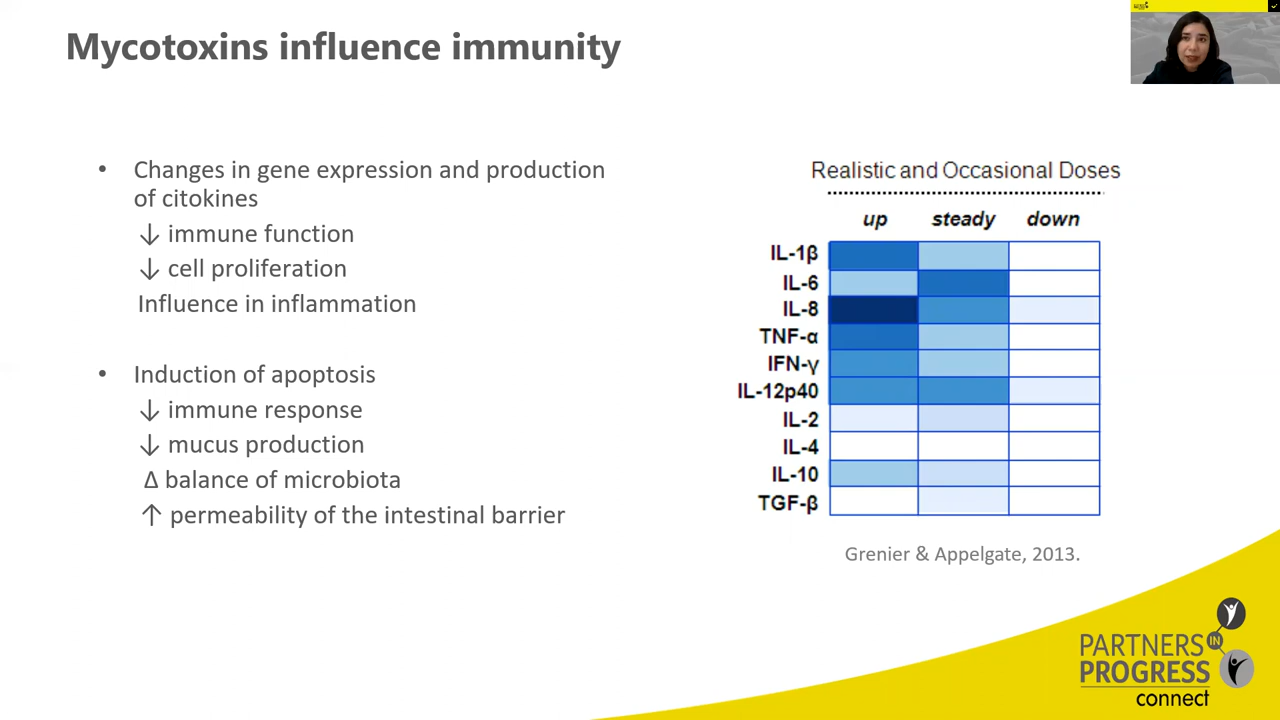 Mycotoxins influence immunity
• Changes in gene expression and production
of citokines
↓ immune function
↓ cell proliferation
Influence in inflammation
• Induction of apoptosis
↓ immune response
↓ mucus production
Δ balance of microbiota
↑ permeability of the intestinal barrier
Realistic and Occasional Doses
up steady down
IL-1β
IL-6
IL-8
TNF-α
IFN-γ
IL-12p40
IL-2
IL-4
IL-10
TGF-β
Grenier & Appelgate, 2013.
PARTNERS IN
PROGRESS
connect